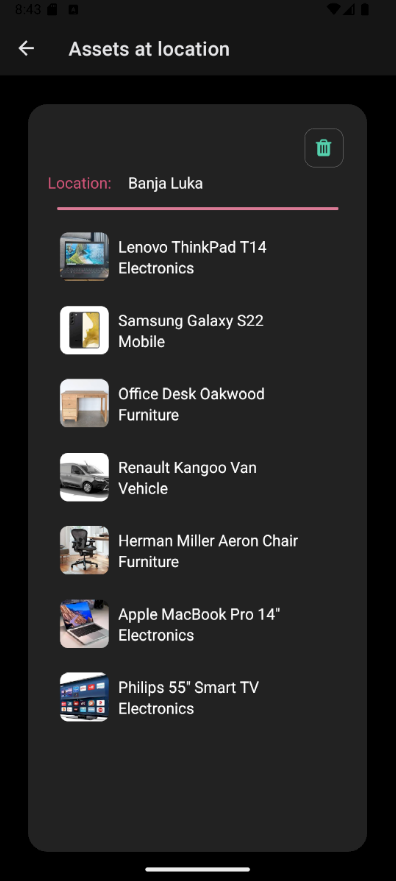 8:43
Assets at location
Location: Banja Luka
Lenovo ThinkPad T14
Electronics
Samsung Galaxy S22
Mobile
Office Desk Oakwood
Furniture
Renault Kangoo Van
Vehicle
Herman Miller Aeron Chair
Furniture
Apple MacBook Pro 14"
Electronics
Philips 55" Smart TV
Electronics